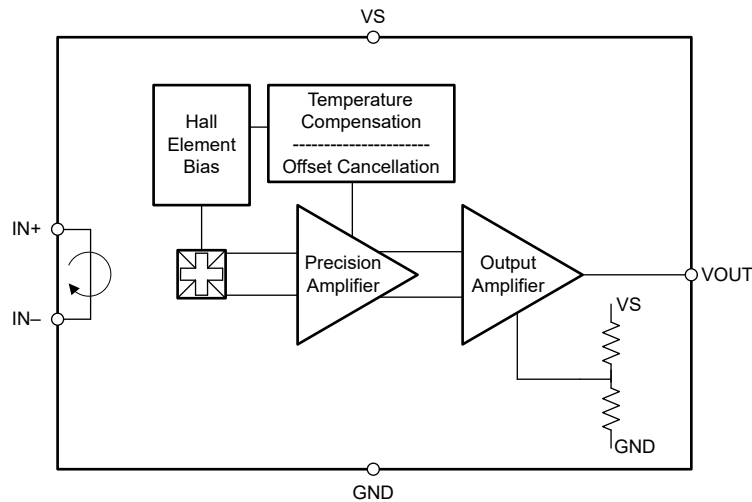 VS
Hall
Element
Bias
Temperature
Compensation
-----------------------
Offset Cancellation
IN+
IN–
Precision
Amplifier
Output
Amplifier
VOUT
VS
GND
GND